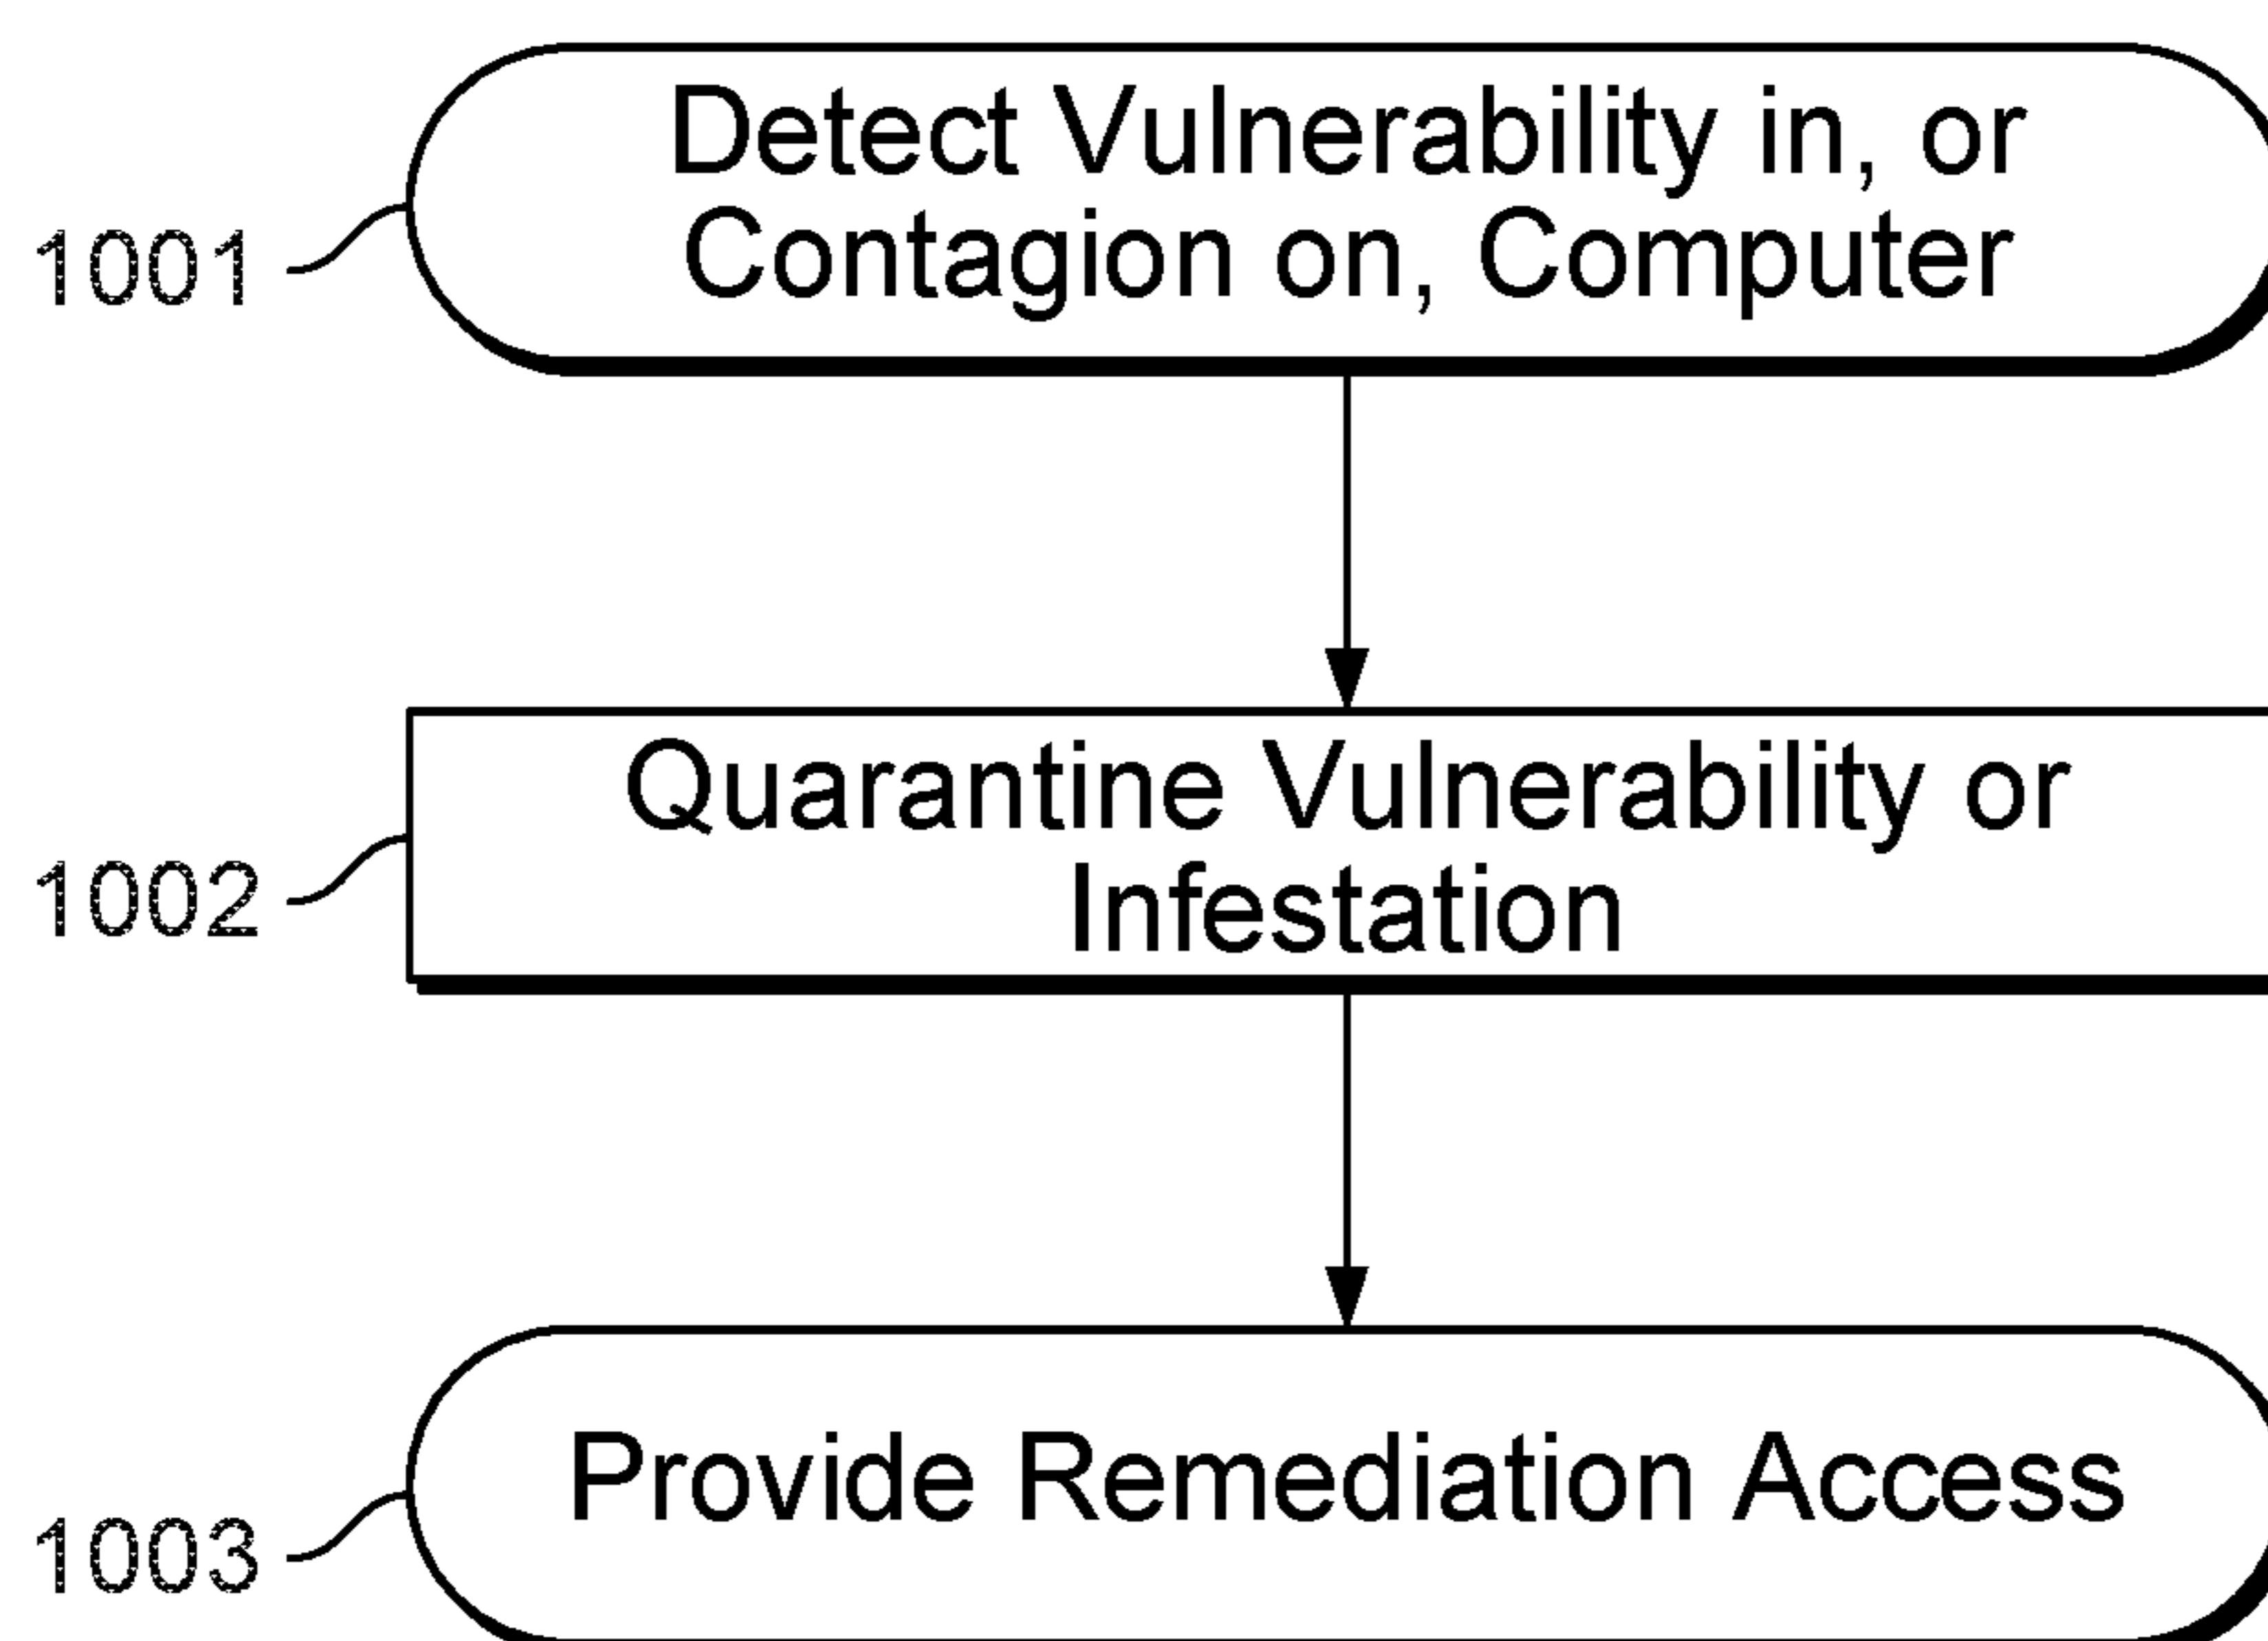 Detect Vulnerability in, or
Contagion on, Computer
1001
Quarantine Vulnerability or
Infestation
1002
Provide Remediation Access
1003